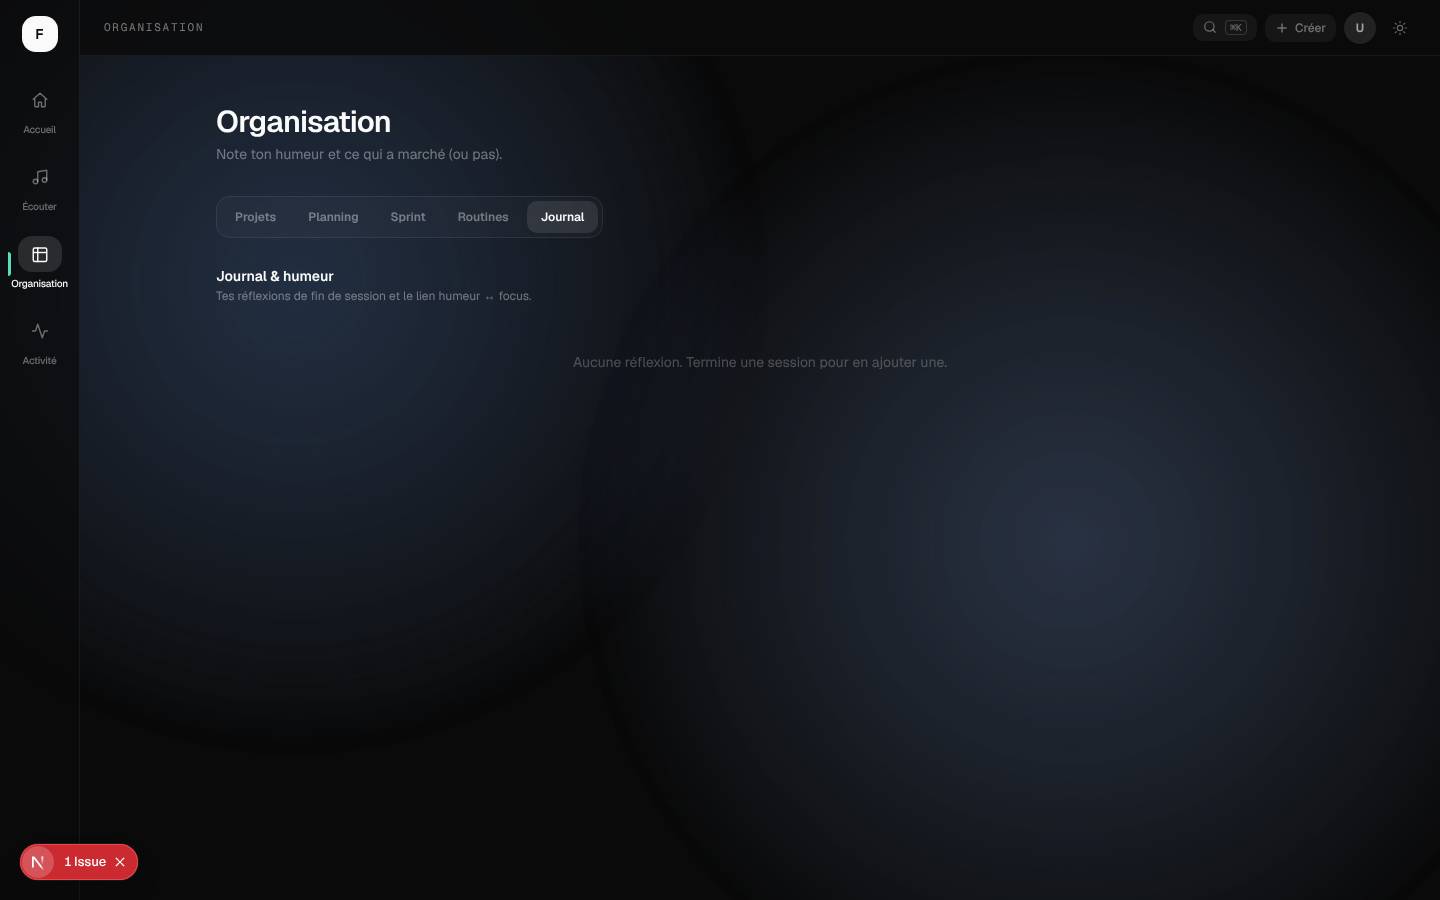 F
ORGANISATION
⌘K
Créer
U
Accueil
Écouter
Organisation
Activité
Organisation
Note ton humeur et ce qui a marché (ou pas).
Projets Planning Sprint Routines Journal
Journal & humeur
Tes réflexions de fin de session et le lien humeur ↔ focus.
Aucune réflexion. Termine une session pour en ajouter une.
N 1 Issue